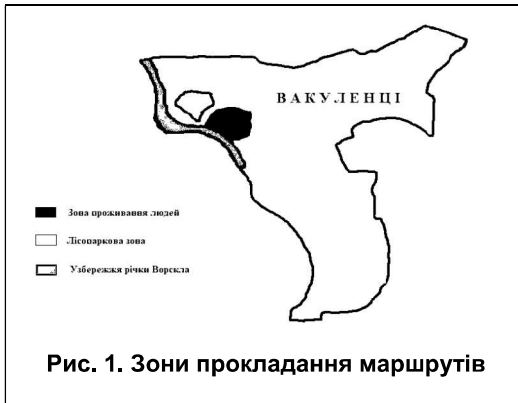 ВАКУЛЕНЦІ
Зона проживання людей
Лісопаркова зона
Узбережжя річки Ворскла
Рис. 1. Зони прокладання маршрутів